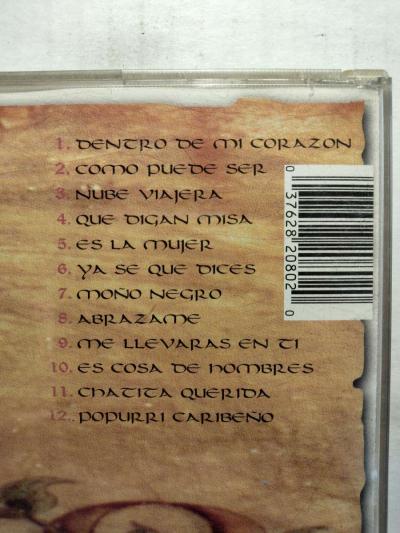 1. DENTRO DE MI CORAZON
2. COMO PUEDE SER
3. NUBE VIAJERA
4. QUE DIGAN MISA
5. ES LA MUJER
6. YA SE QUE DICES
7. MOÑO NEGRO
8. ABRAZAME
9. ME LLEVARAS EN TI
10. ES COSA DE HOMBRES
11. CHATITA QUERIDA
12. POPURRI CARIBEÑO
0 37628 20802 0